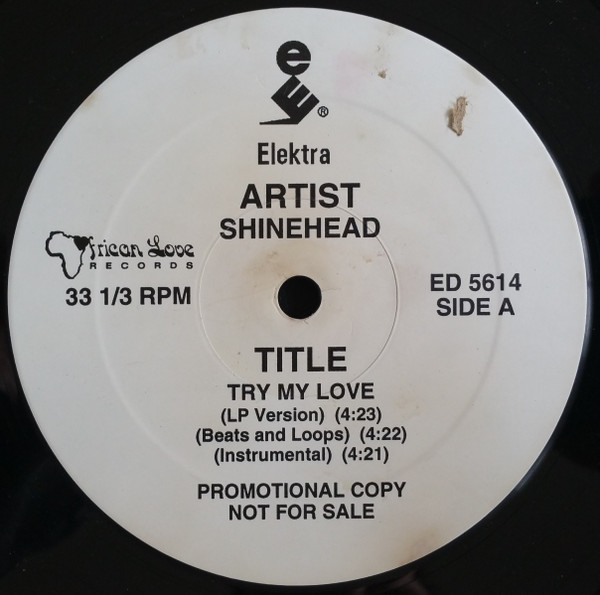 e
®
Elektra
ARTIST
SHINEHEAD
African Love
RECORDS
33 1/3 RPM
ED 5614
SIDE A
TITLE
TRY MY LOVE
(LP Version) (4:23)
(Beats and Loops) (4:22)
(Instrumental) (4:21)
PROMOTIONAL COPY
NOT FOR SALE